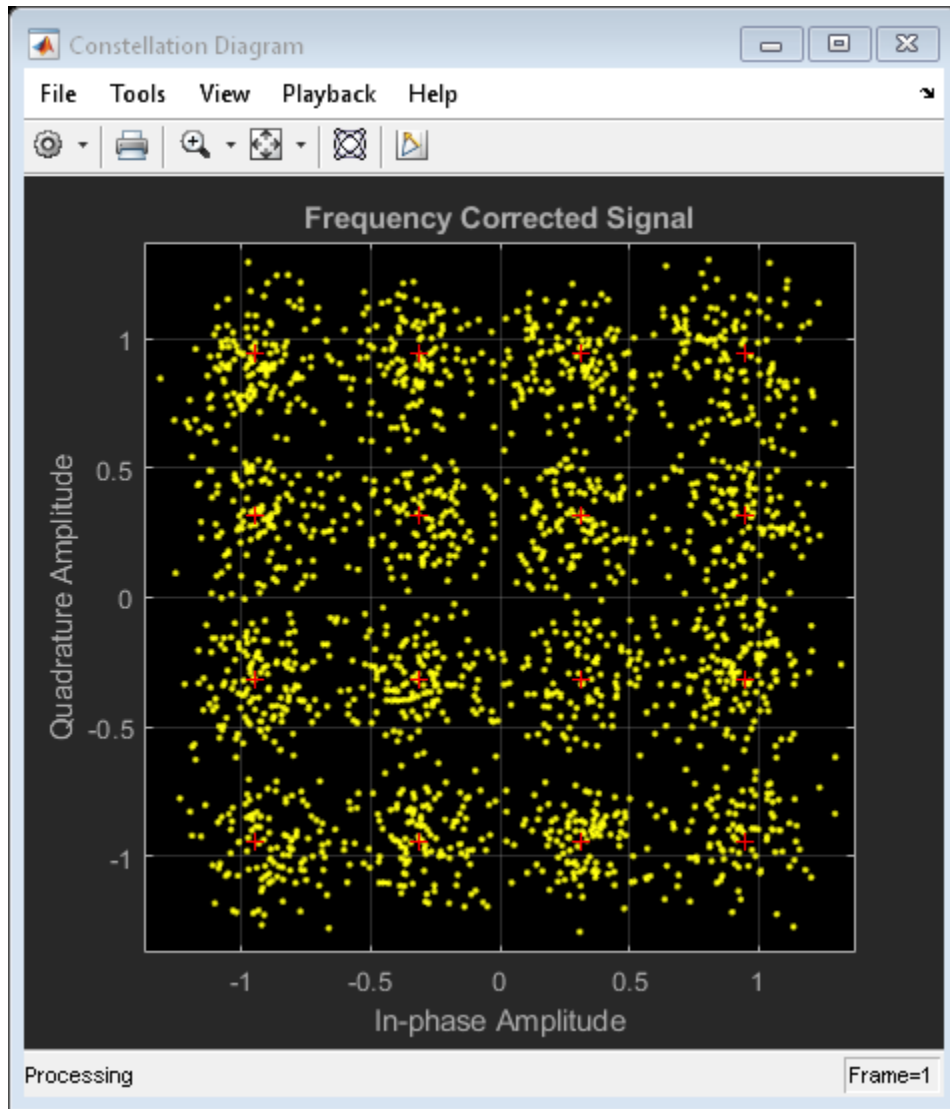 Constellation Diagram
File Tools View Playback Help
Frequency Corrected Signal
1
0.5
0
-0.5
-1
Quadrature Amplitude
-1 -0.5 0 0.5 1
In-phase Amplitude
Processing Frame=1